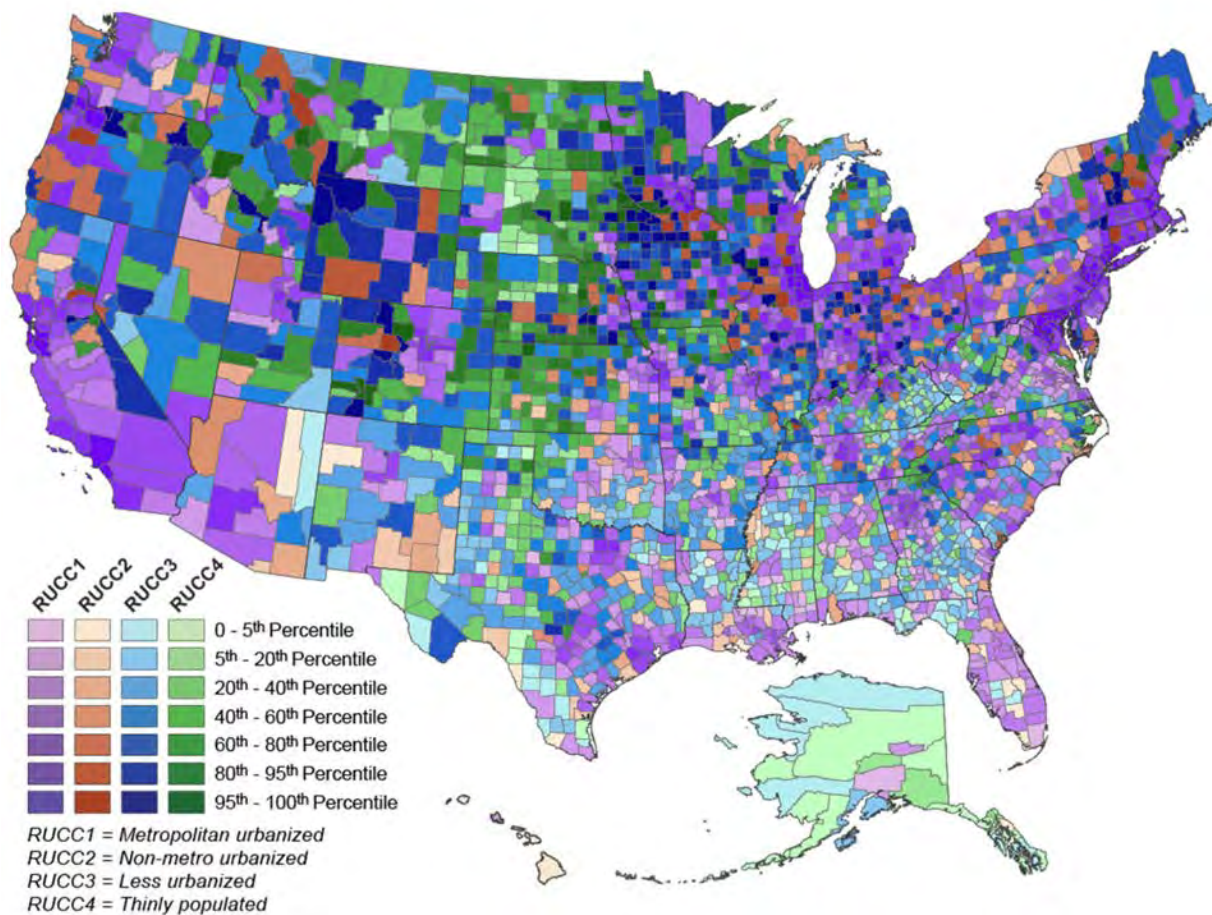 RUCC1 RUCC2 RUCC3 RUCC4
0 - 5th Percentile
5th - 20th Percentile
20th - 40th Percentile
40th - 60th Percentile
60th - 80th Percentile
80th - 95th Percentile
95th - 100th Percentile
RUCC1 = Metropolitan urbanized
RUCC2 = Non-metro urbanized
RUCC3 = Less urbanized
RUCC4 = Thinly populated